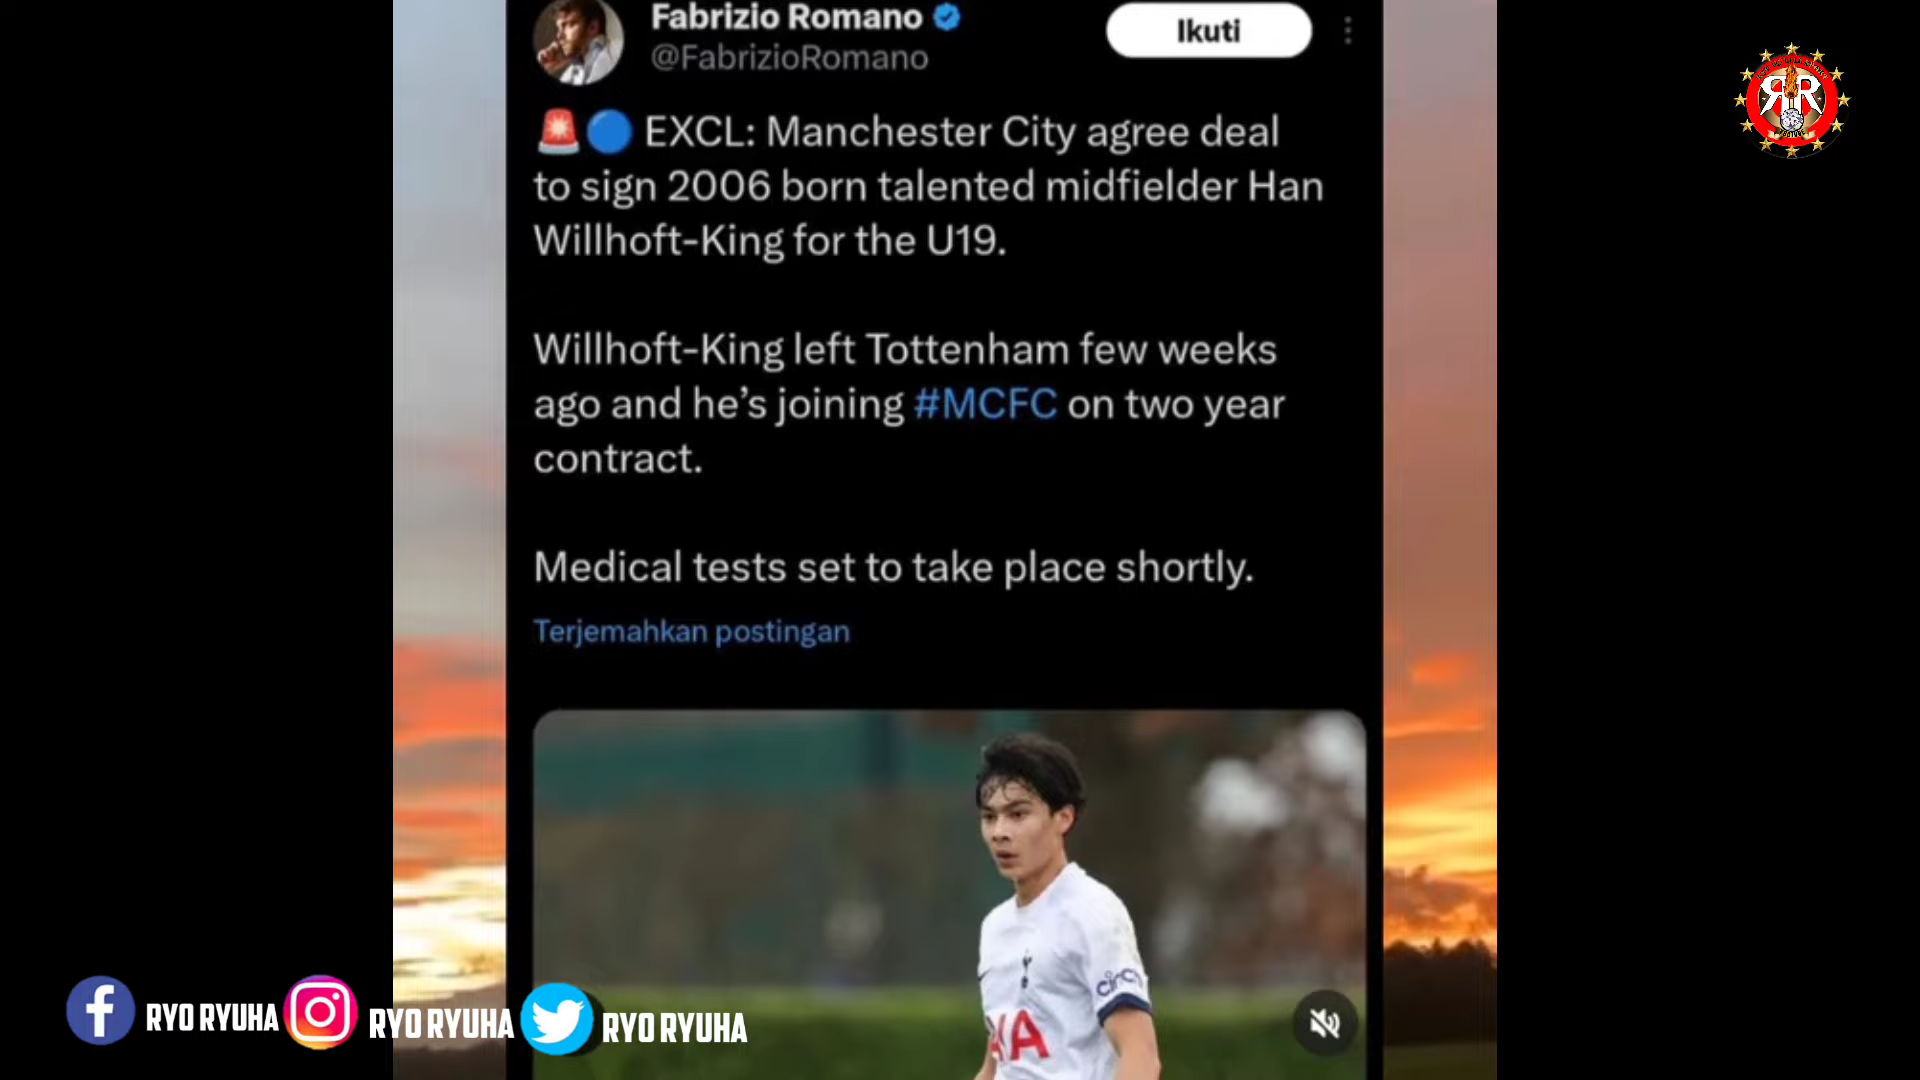 Fabrizio Romano
@FabrizioRomano
Ikuti
EXCL: Manchester City agree deal
to sign 2006 born talented midfielder Han
Willhoft-King for the U19.
Willhoft-King left Tottenham few weeks
ago and he's joining #MCFC on two year
contract.
Medical tests set to take place shortly.
Terjemahkan postingan
cinch
IA
RYO RYUHA
RYO RYUHA
RYO RYUHA